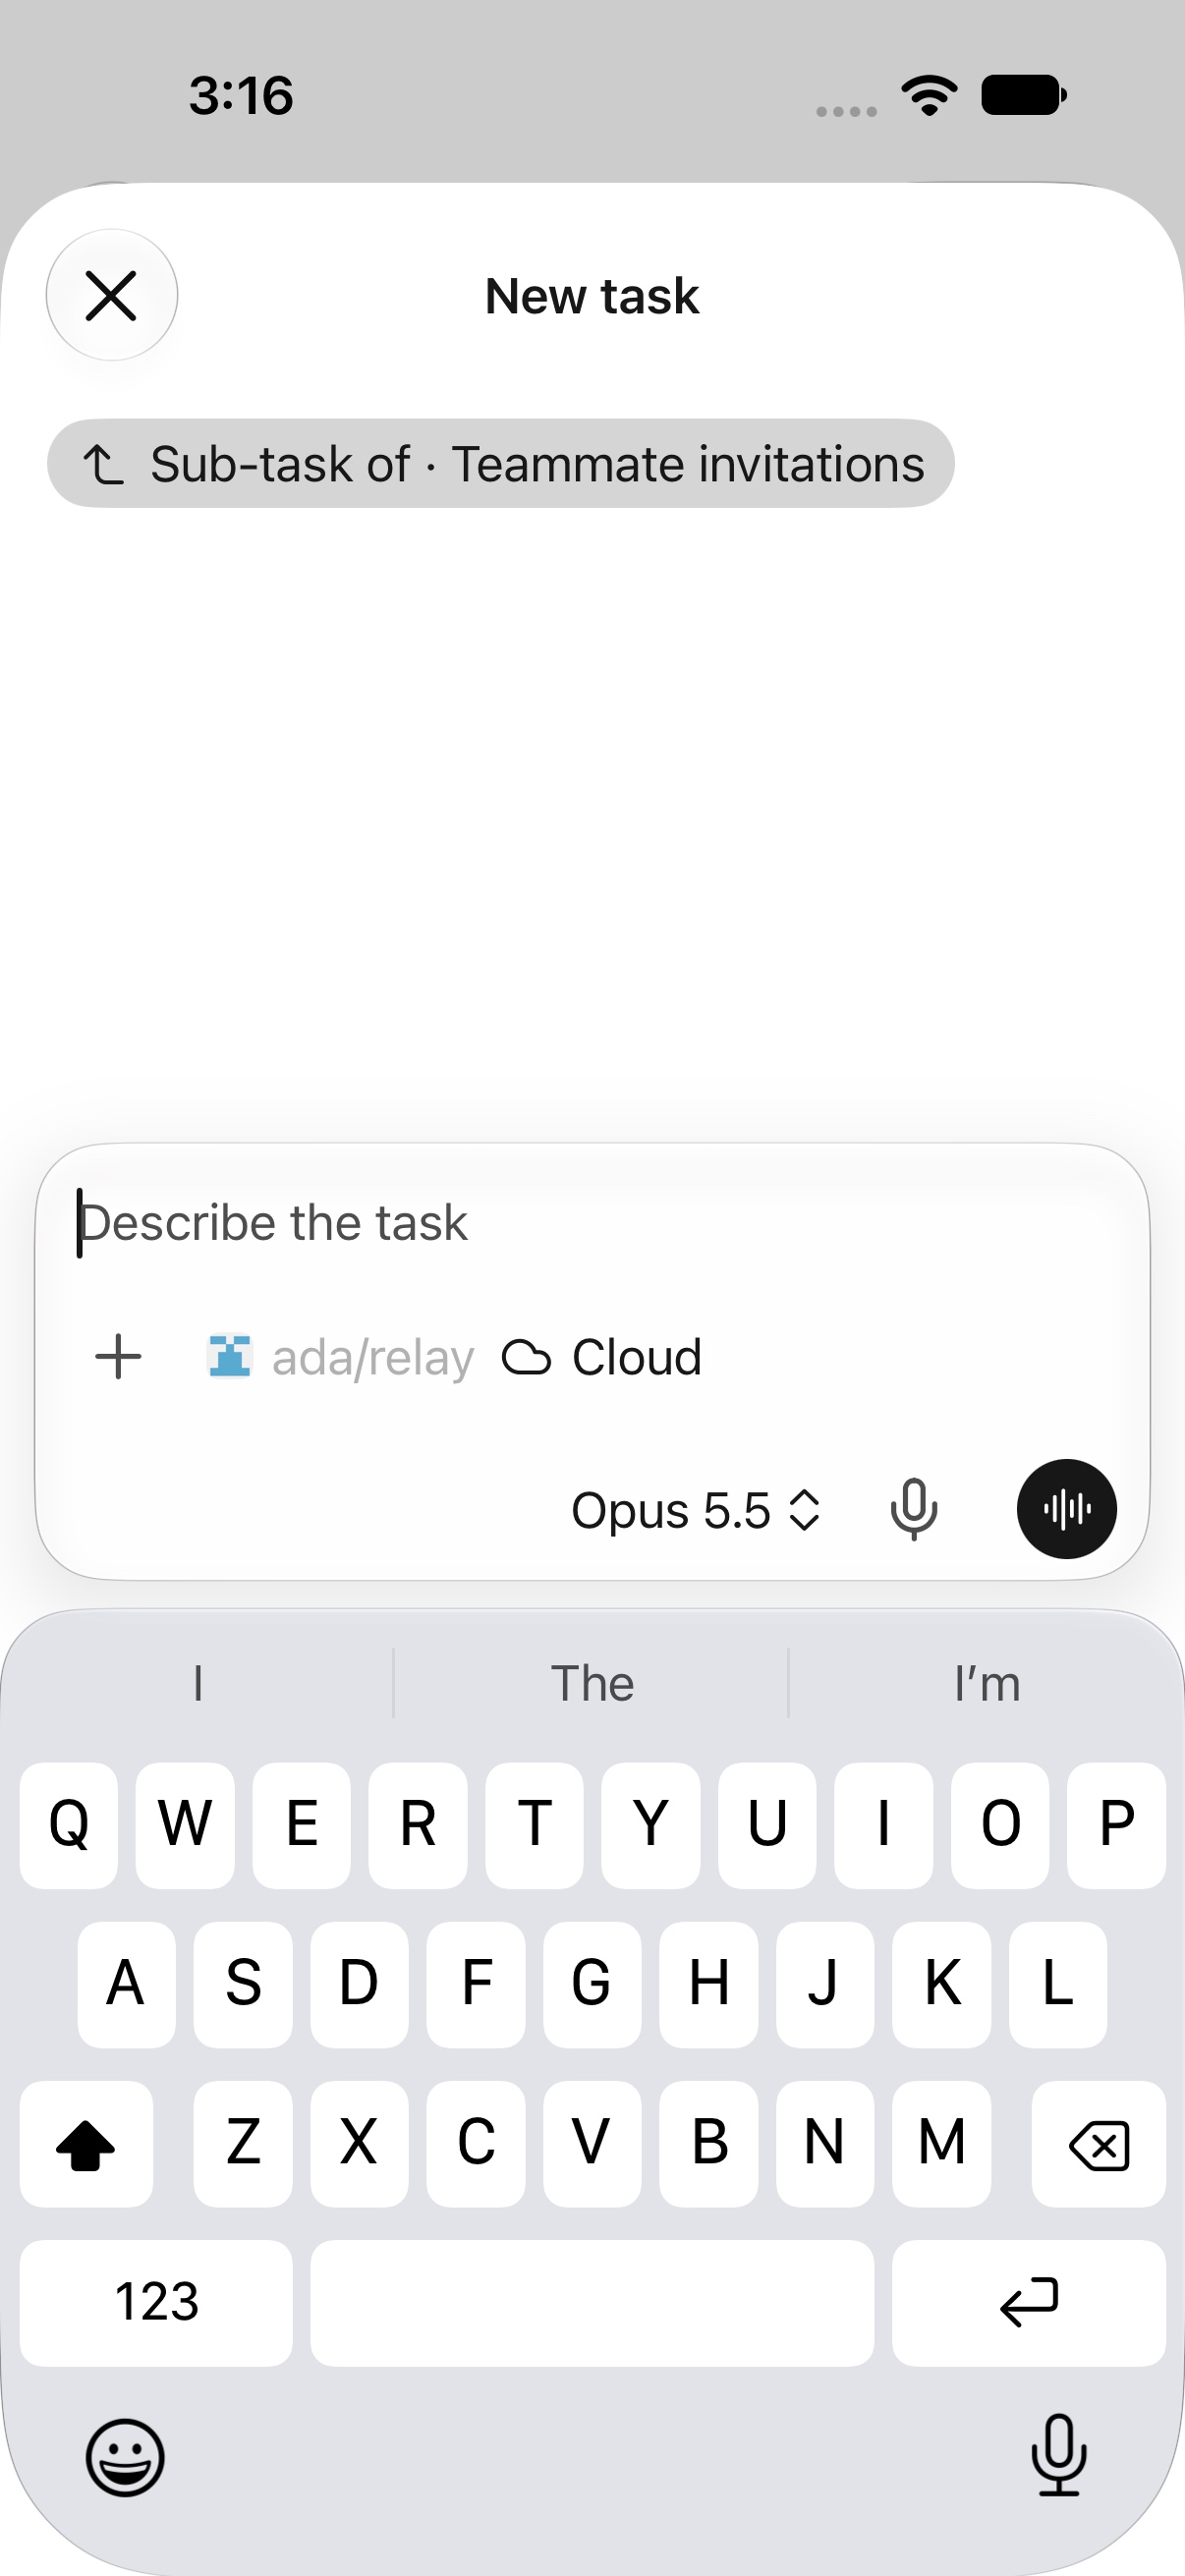 3:16
New task
Sub-task of · Teammate invitations
Describe the task
ada/relay Cloud
Opus 5.5
I The I’m
Q W E R T Y U I O P
A S D F G H J K L
Z X C V B N M
123